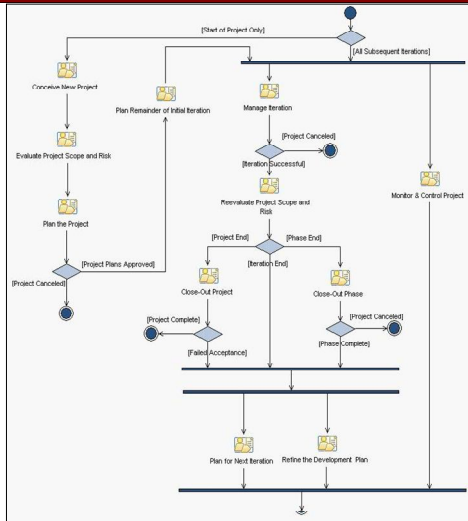 [Start of Project Only]
[All Subsequent Iterations]
Conceive New Project
Plan Remainder of Initial Iteration
Manage Iteration
[Project Canceled]
Evaluate Project Scope and Risk
[Iteration Successful]
Monitor & Control Project
Reevaluate Project Scope and
Risk
Plan the Project
[Project Plans Approved]
[Project Canceled]
[Project End]
[Phase End]
[Iteration End]
Close-Out Project
Close-Out Phase
[Project Complete]
[Project Canceled]
[Failed Acceptance]
[Phase Complete]
Plan for Next Iteration
Refine the Development Plan